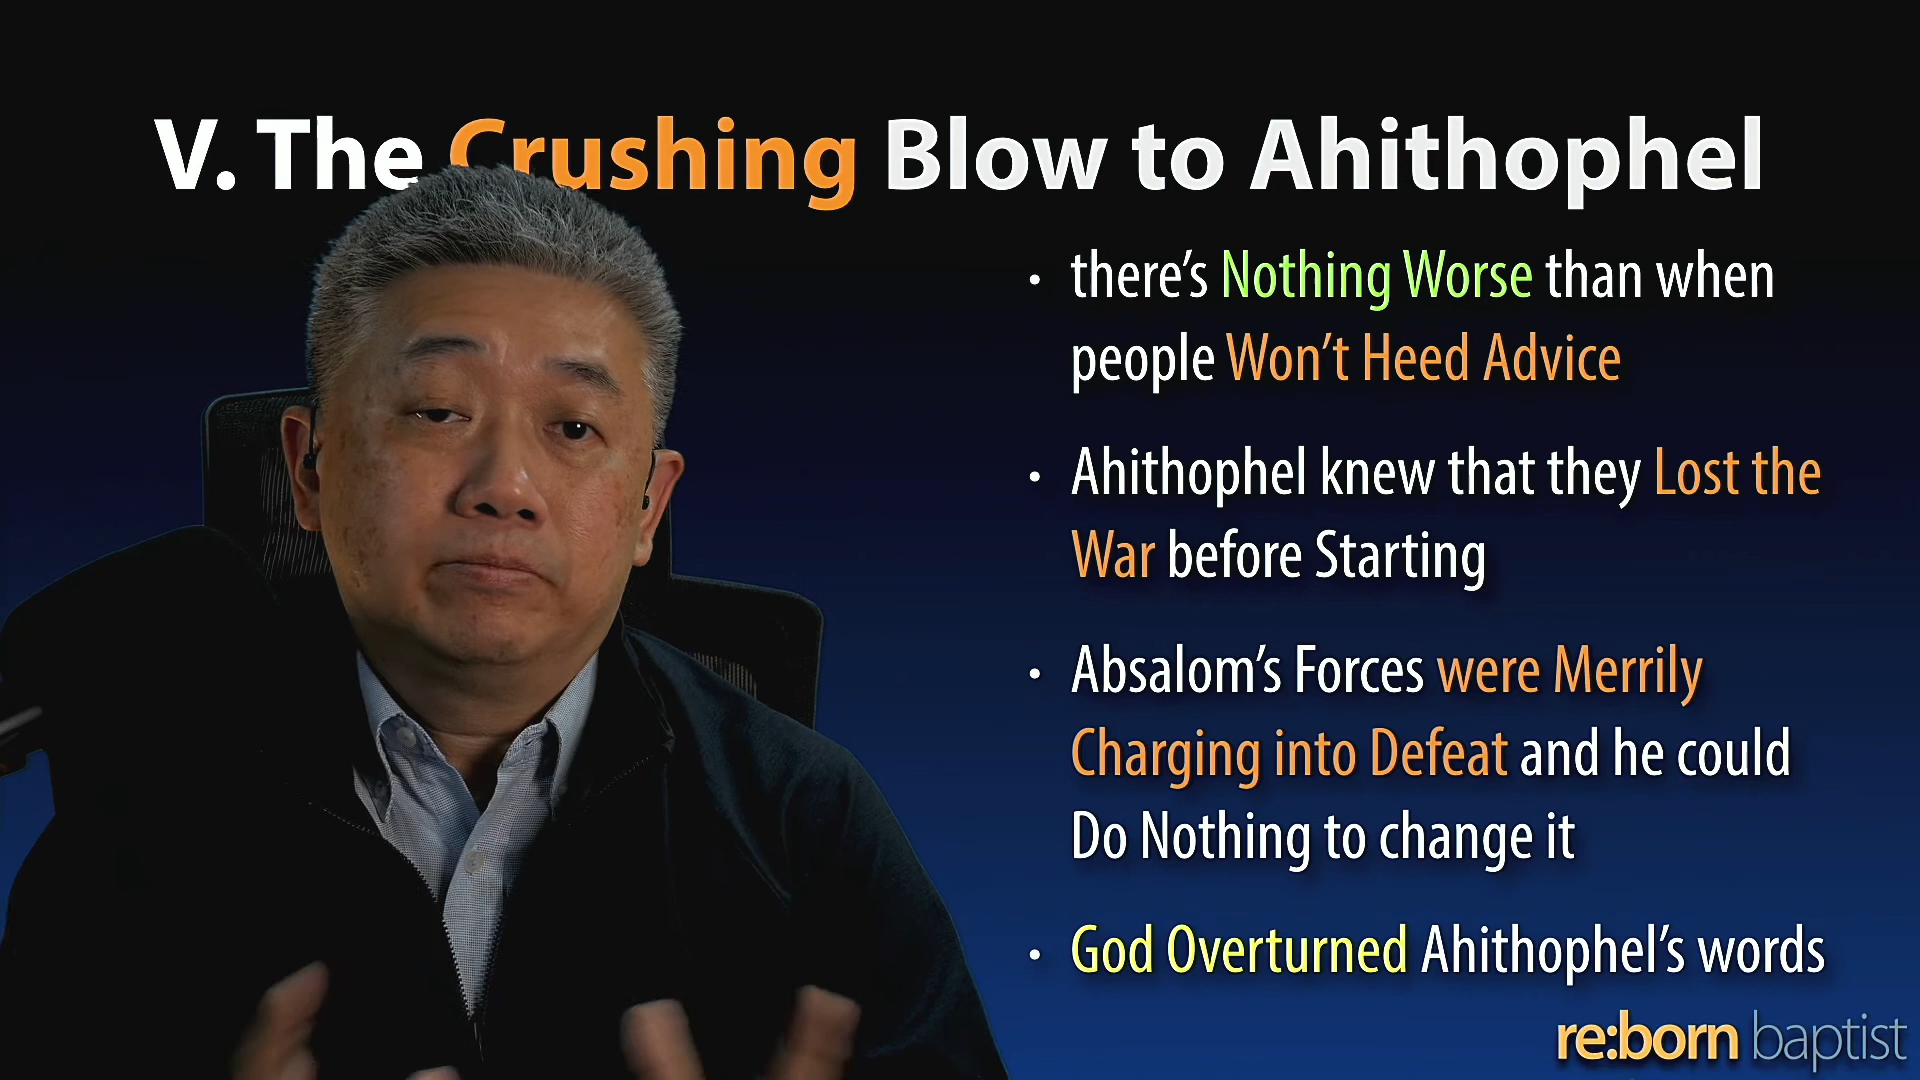 V. The Crushing Blow to Ahithophel
• there’s Nothing Worse than when
people Won’t Heed Advice
• Ahithophel knew that they Lost the
War before Starting
• Absalom’s Forces were Merrily
Charging into Defeat and he could
Do Nothing to change it
• God Overturned Ahithophel’s words
re:born baptist